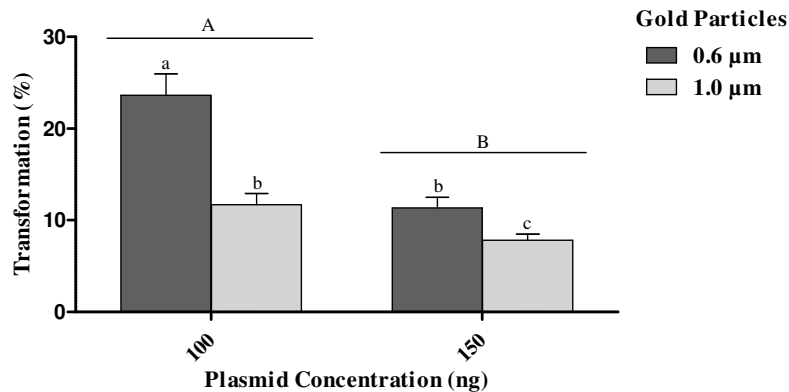 Gold Particles
0.6 µm
1.0 µm
Transformation (%)
30
20
10
0
A
a
b
B
b
c
100
150
Plasmid Concentration (ng)